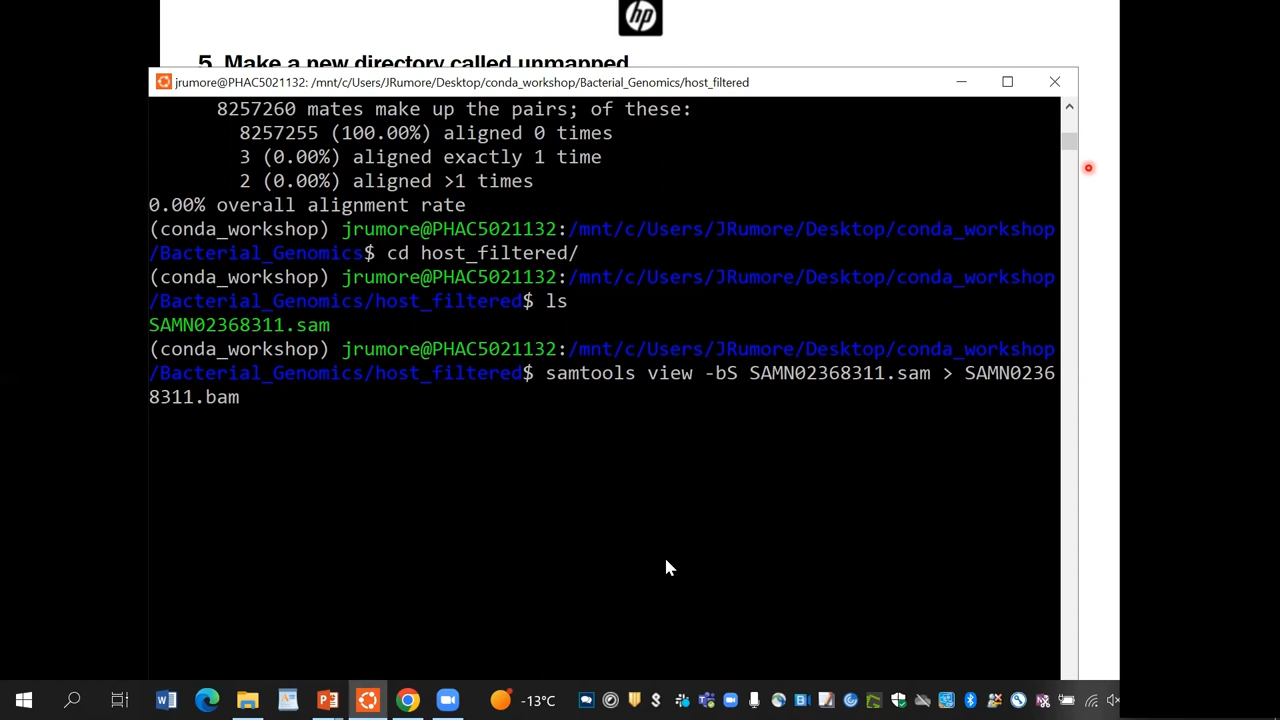 hp
5. Make a new directory called unmapped
jrumore@PHAC5021132: /mnt/c/Users/JRumore/Desktop/conda_workshop/Bacterial_Genomics/host_filtered
8257260 mates make up the pairs; of these:
8257255 (100.00%) aligned 0 times
3 (0.00%) aligned exactly 1 time
2 (0.00%) aligned >1 times
0.00% overall alignment rate
(conda_workshop) jrumore@PHAC5021132:/mnt/c/Users/JRumore/Desktop/conda_workshop
/Bacterial_Genomics$ cd host_filtered/
(conda_workshop) jrumore@PHAC5021132:/mnt/c/Users/JRumore/Desktop/conda_workshop
/Bacterial_Genomics/host_filtered$ ls
SAMN02368311.sam
(conda_workshop) jrumore@PHAC5021132:/mnt/c/Users/JRumore/Desktop/conda_workshop
/Bacterial_Genomics/host_filtered$ samtools view -bS SAMN02368311.sam > SAMN0236
8311.bam
-13°C